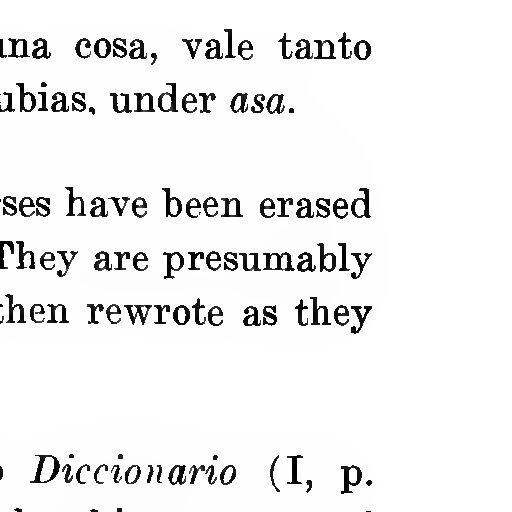 una cosa, vale tanto
ubias, under asa.
ses have been erased
They are presumably
then rewrote as they
Diccionario (I, p.